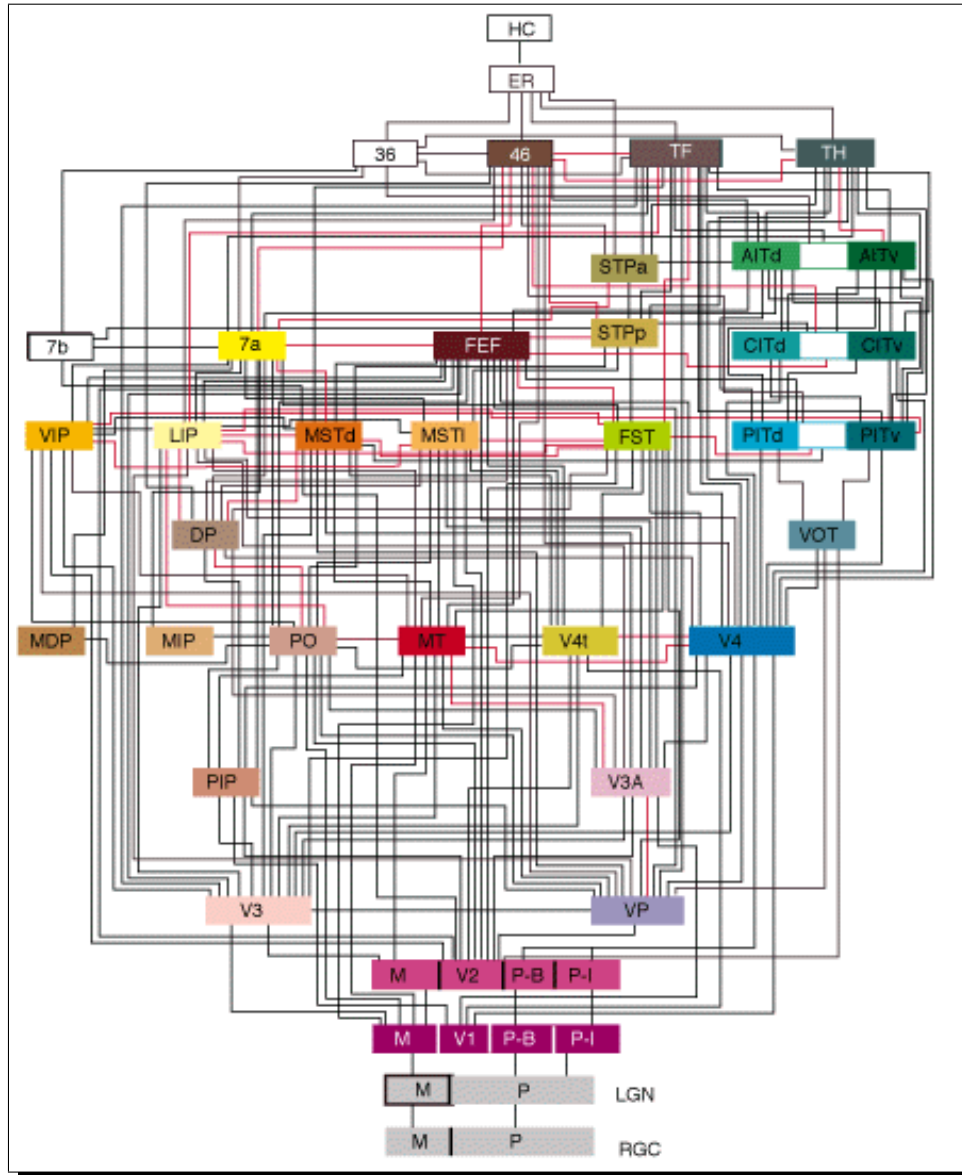 HC
ER
36 46 TF TH
STPa AITd AITv
7b 7a FEF STPp CITd CITv
VIP LIP MSTd MSTl FST PITd PITv
DP VOT
MDP MIP PO MT V4t V4
PIP V3A
V3 VP
M V2 P-B P-I
M V1 P-B P-I
M P LGN
M P RGC